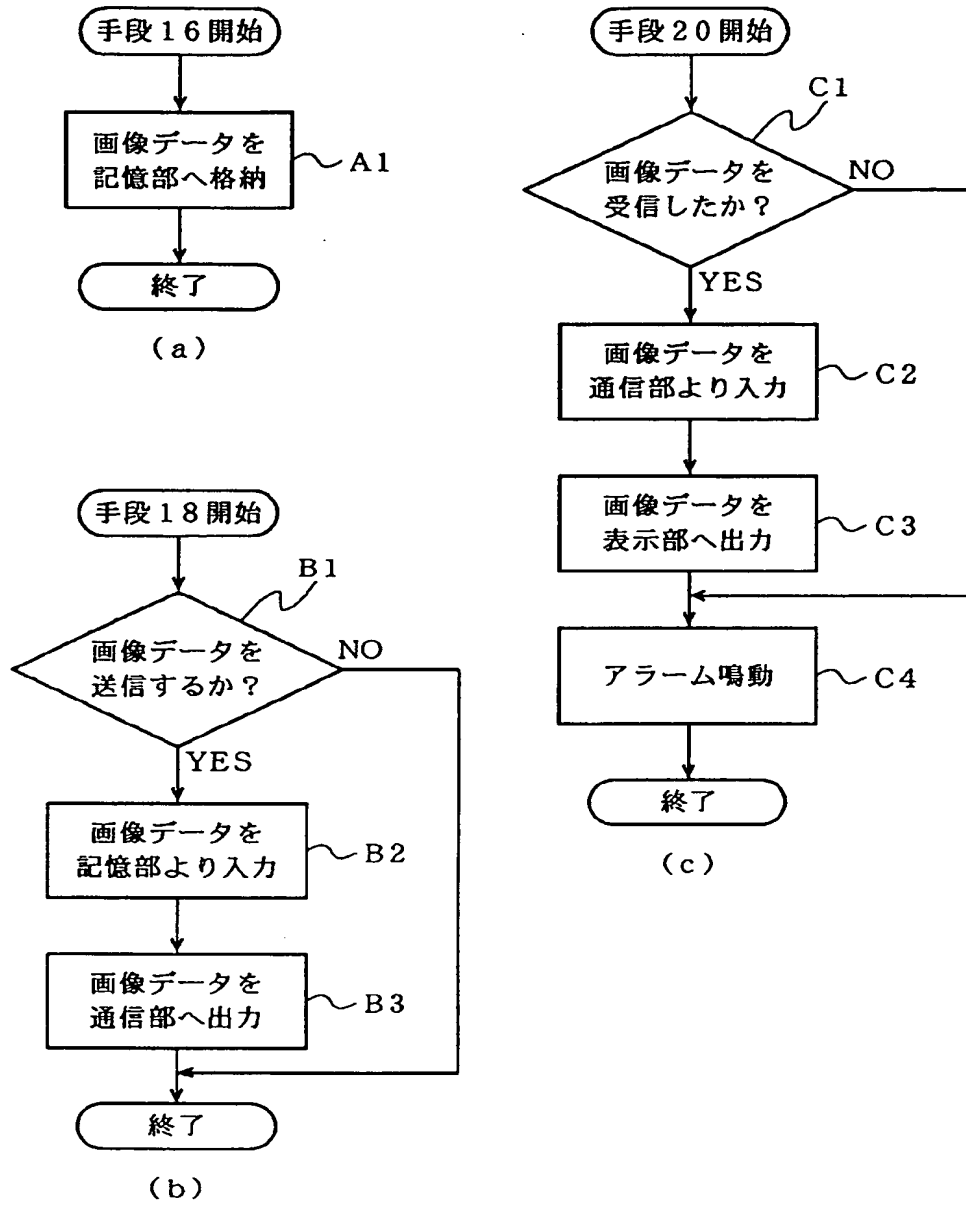 手段16開始
画像データを
記憶部へ格納
A1
終了
(a)
手段18開始
B1
画像データを
送信するか?
NO
YES
画像データを
記憶部より入力
B2
画像データを
通信部へ出力
B3
終了
(b)
手段20開始
C1
画像データを
受信したか?
NO
YES
画像データを
通信部より入力
C2
画像データを
表示部へ出力
C3
アラーム鳴動
C4
終了
(c)